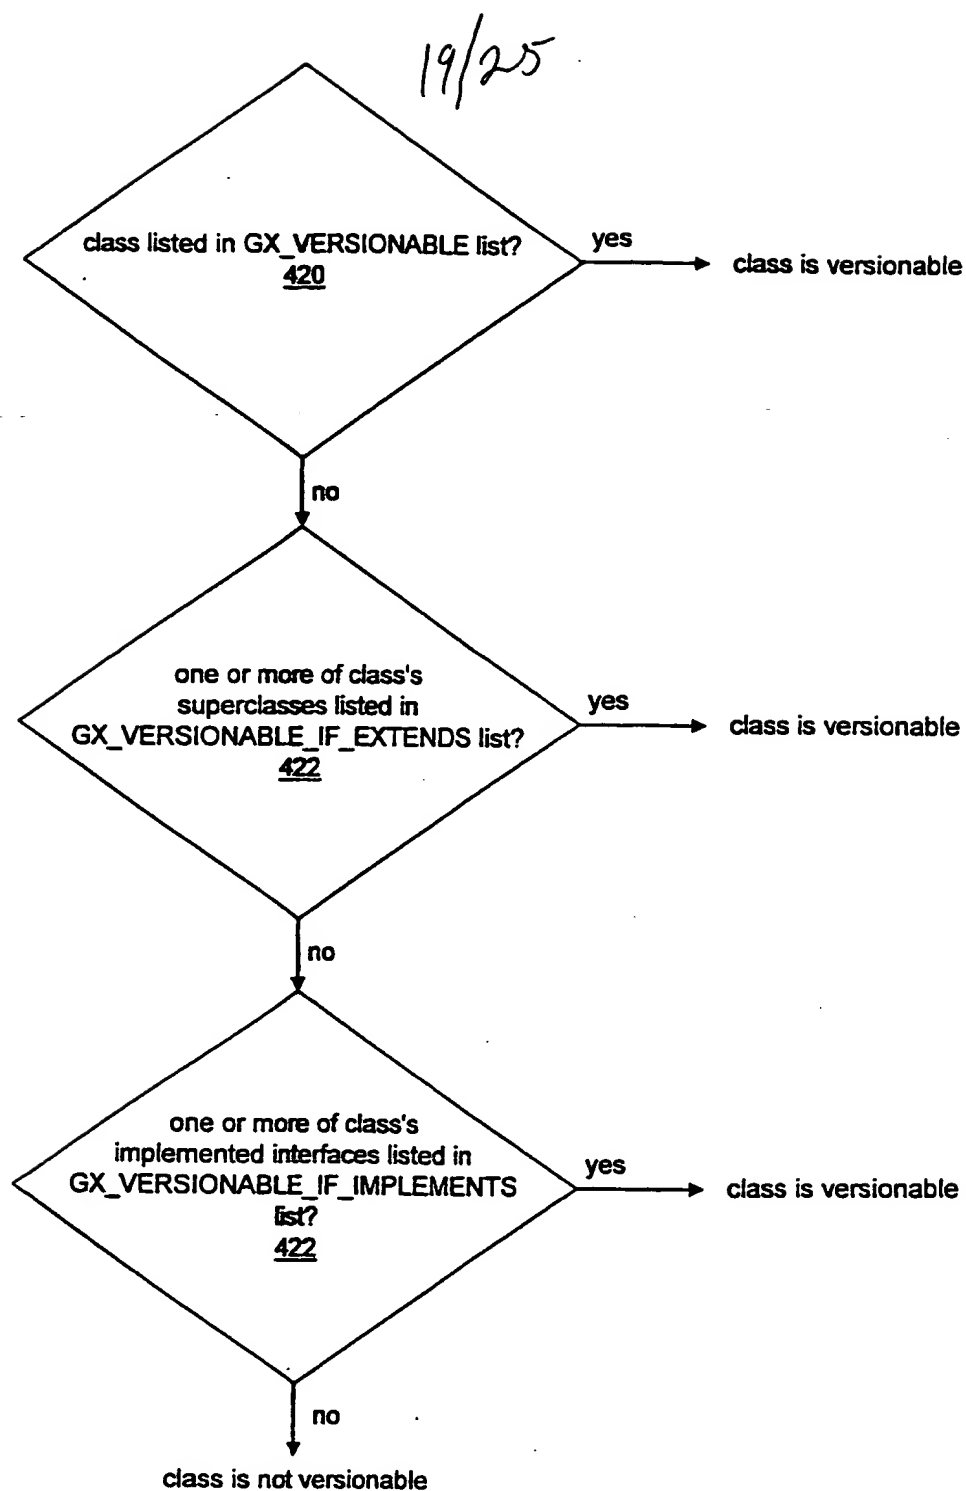 19/25
class listed in GX_VERSIONABLE list?
420
yes
class is versionable
no
one or more of class's
superclasses listed in
GX_VERSIONABLE_IF_EXTENDS list?
422
yes
class is versionable
no
one or more of class's
implemented interfaces listed in
GX_VERSIONABLE_IF_IMPLEMENTS
list?
422
yes
class is versionable
no
class is not versionable